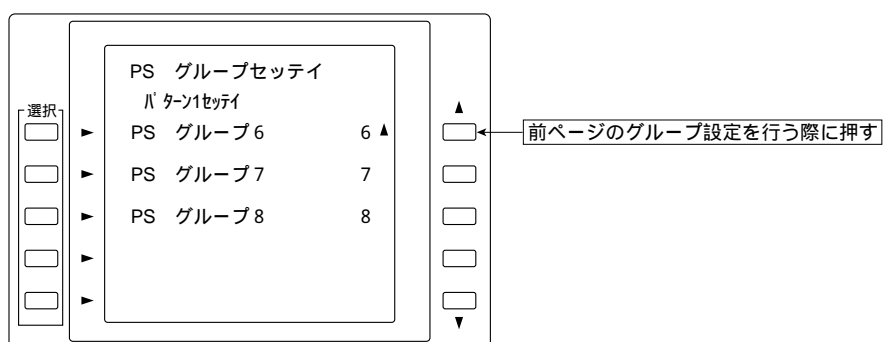 PS グループセッテイ
パターン1セッテイ
選択
PS グループ6 6 ▲
PS グループ7 7
PS グループ8 8
前ページのグループ設定を行う際に押す